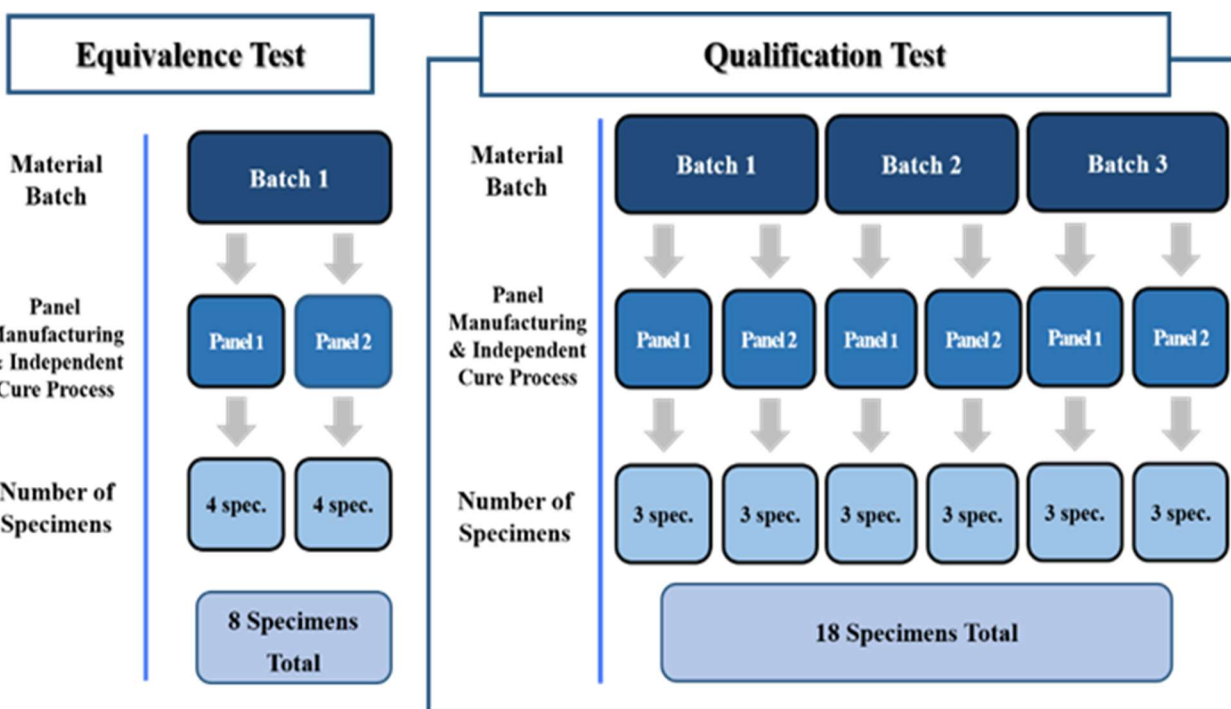 Equivalence Test
Material
Batch
Batch 1
Panel
Manufacturing
& Independent
Cure Process
Panel 1
Panel 2
Number of
Specimens
4 spec.
4 spec.
8 Specimens
Total
Qualification Test
Material
Batch
Batch 1
Batch 2
Batch 3
Panel
Manufacturing
& Independent
Cure Process
Panel 1
Panel 2
Panel 1
Panel 2
Panel 1
Panel 2
Number of
Specimens
3 spec.
3 spec.
3 spec.
3 spec.
3 spec.
3 spec.
18 Specimens Total